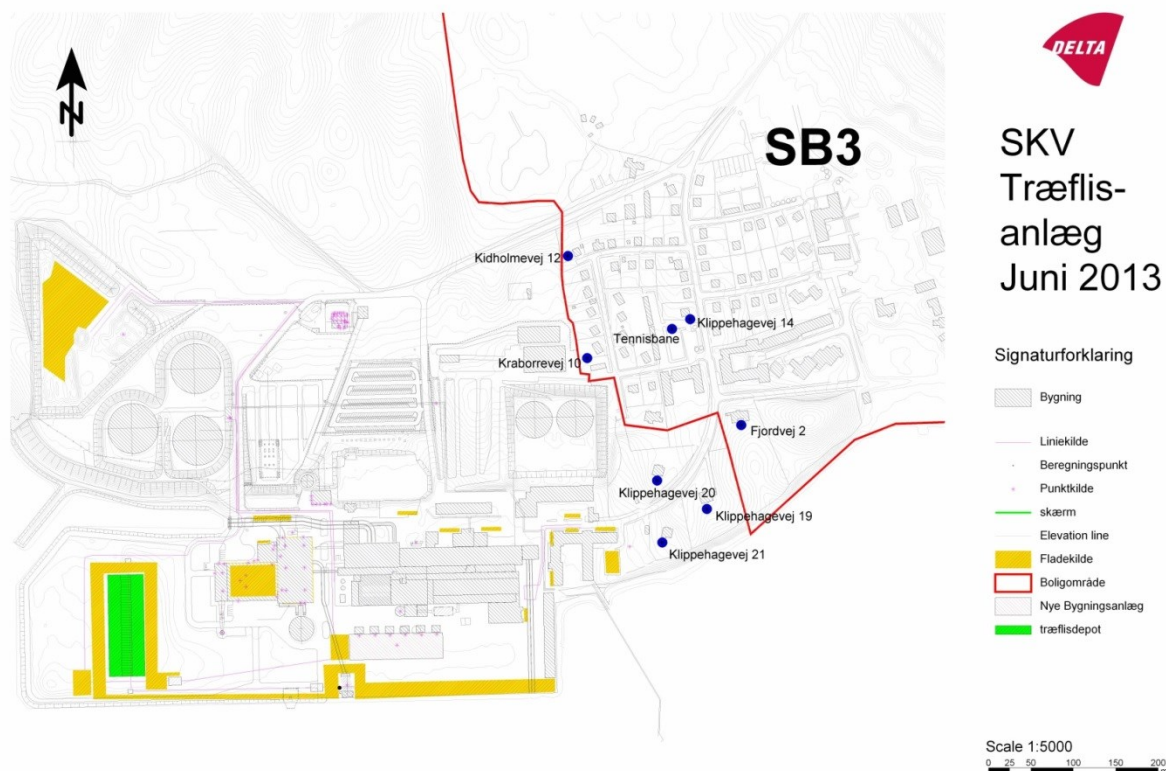 DELTA
N
SB3
SKV
Træflis-
anlæg
Juni 2013
Kidholmevej 12
Klippehagevej 14
Tennisbane
Kraborrevej 10
Fjordvej 2
Klippehagevej 20
Klippehagevej 19
Klippehagevej 21
Signaturforklaring
Bygning
Liniekilde
Beregningspunkt
Punktkilde
skærm
Elevation line
Fladekilde
Boligområde
Nye Bygningsanlæg
træflisdepot
Scale 1:5000
0 25 50 100 150 200